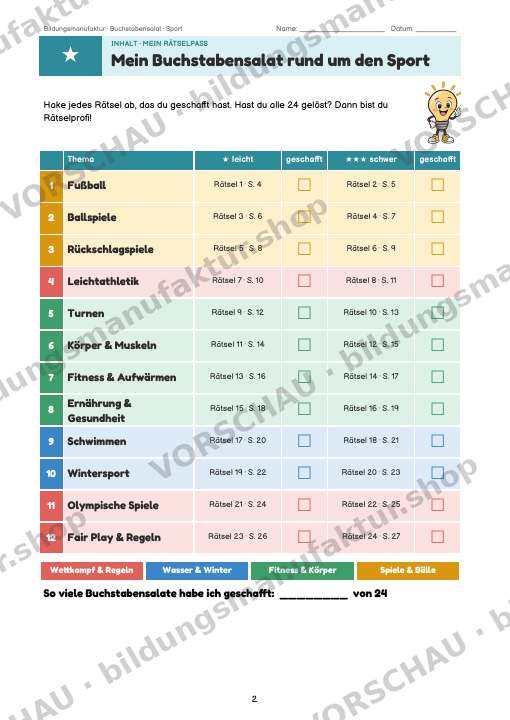 Bildungsmanufaktur · Buchstabensalat · Sport Name: ____________________ Datum: __________
INHALT · MEIN RÄTSELPASS
★ Mein Buchstabensalat rund um den Sport
Hake jedes Rätsel ab, das du geschafft hast. Hast du alle 24 gelöst? Dann bist du
Rätselprofi!
Thema ★ leicht geschafft ★★★ schwer geschafft
1 Fußball Rätsel 1 · S. 4 ☐ Rätsel 2 · S. 5 ☐
2 Ballspiele Rätsel 3 · S. 6 ☐ Rätsel 4 · S. 7 ☐
3 Rückschlagspiele Rätsel 5 · S. 8 ☐ Rätsel 6 · S. 9 ☐
4 Leichtathletik Rätsel 7 · S. 10 ☐ Rätsel 8 · S. 11 ☐
5 Turnen Rätsel 9 · S. 12 ☐ Rätsel 10 · S. 13 ☐
6 Körper & Muskeln Rätsel 11 · S. 14 ☐ Rätsel 12 · S. 15 ☐
7 Fitness & Aufwärmen Rätsel 13 · S. 16 ☐ Rätsel 14 · S. 17 ☐
8 Ernährung &
Gesundheit Rätsel 15 · S. 18 ☐ Rätsel 16 · S. 19 ☐
9 Schwimmen Rätsel 17 · S. 20 ☐ Rätsel 18 · S. 21 ☐
10 Wintersport Rätsel 19 · S. 22 ☐ Rätsel 20 · S. 23 ☐
11 Olympische Spiele Rätsel 21 · S. 24 ☐ Rätsel 22 · S. 25 ☐
12 Fair Play & Regeln Rätsel 23 · S. 26 ☐ Rätsel 24 · S. 27 ☐
Wettkampf & Regeln Wasser & Winter Fitness & Körper Spiele & Bälle
So viele Buchstabensalate habe ich geschafft: ________ von 24
2
VORSCHAU · bildungsmanufaktur.shop